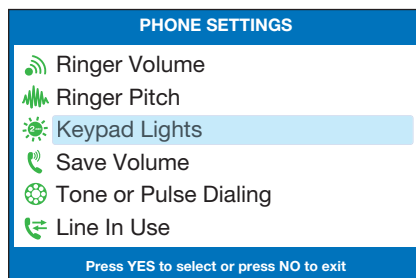 PHONE SETTINGS
Ringer Volume
Ringer Pitch
Keypad Lights
Save Volume
Tone or Pulse Dialing
Line In Use
Press YES to select or press NO to exit